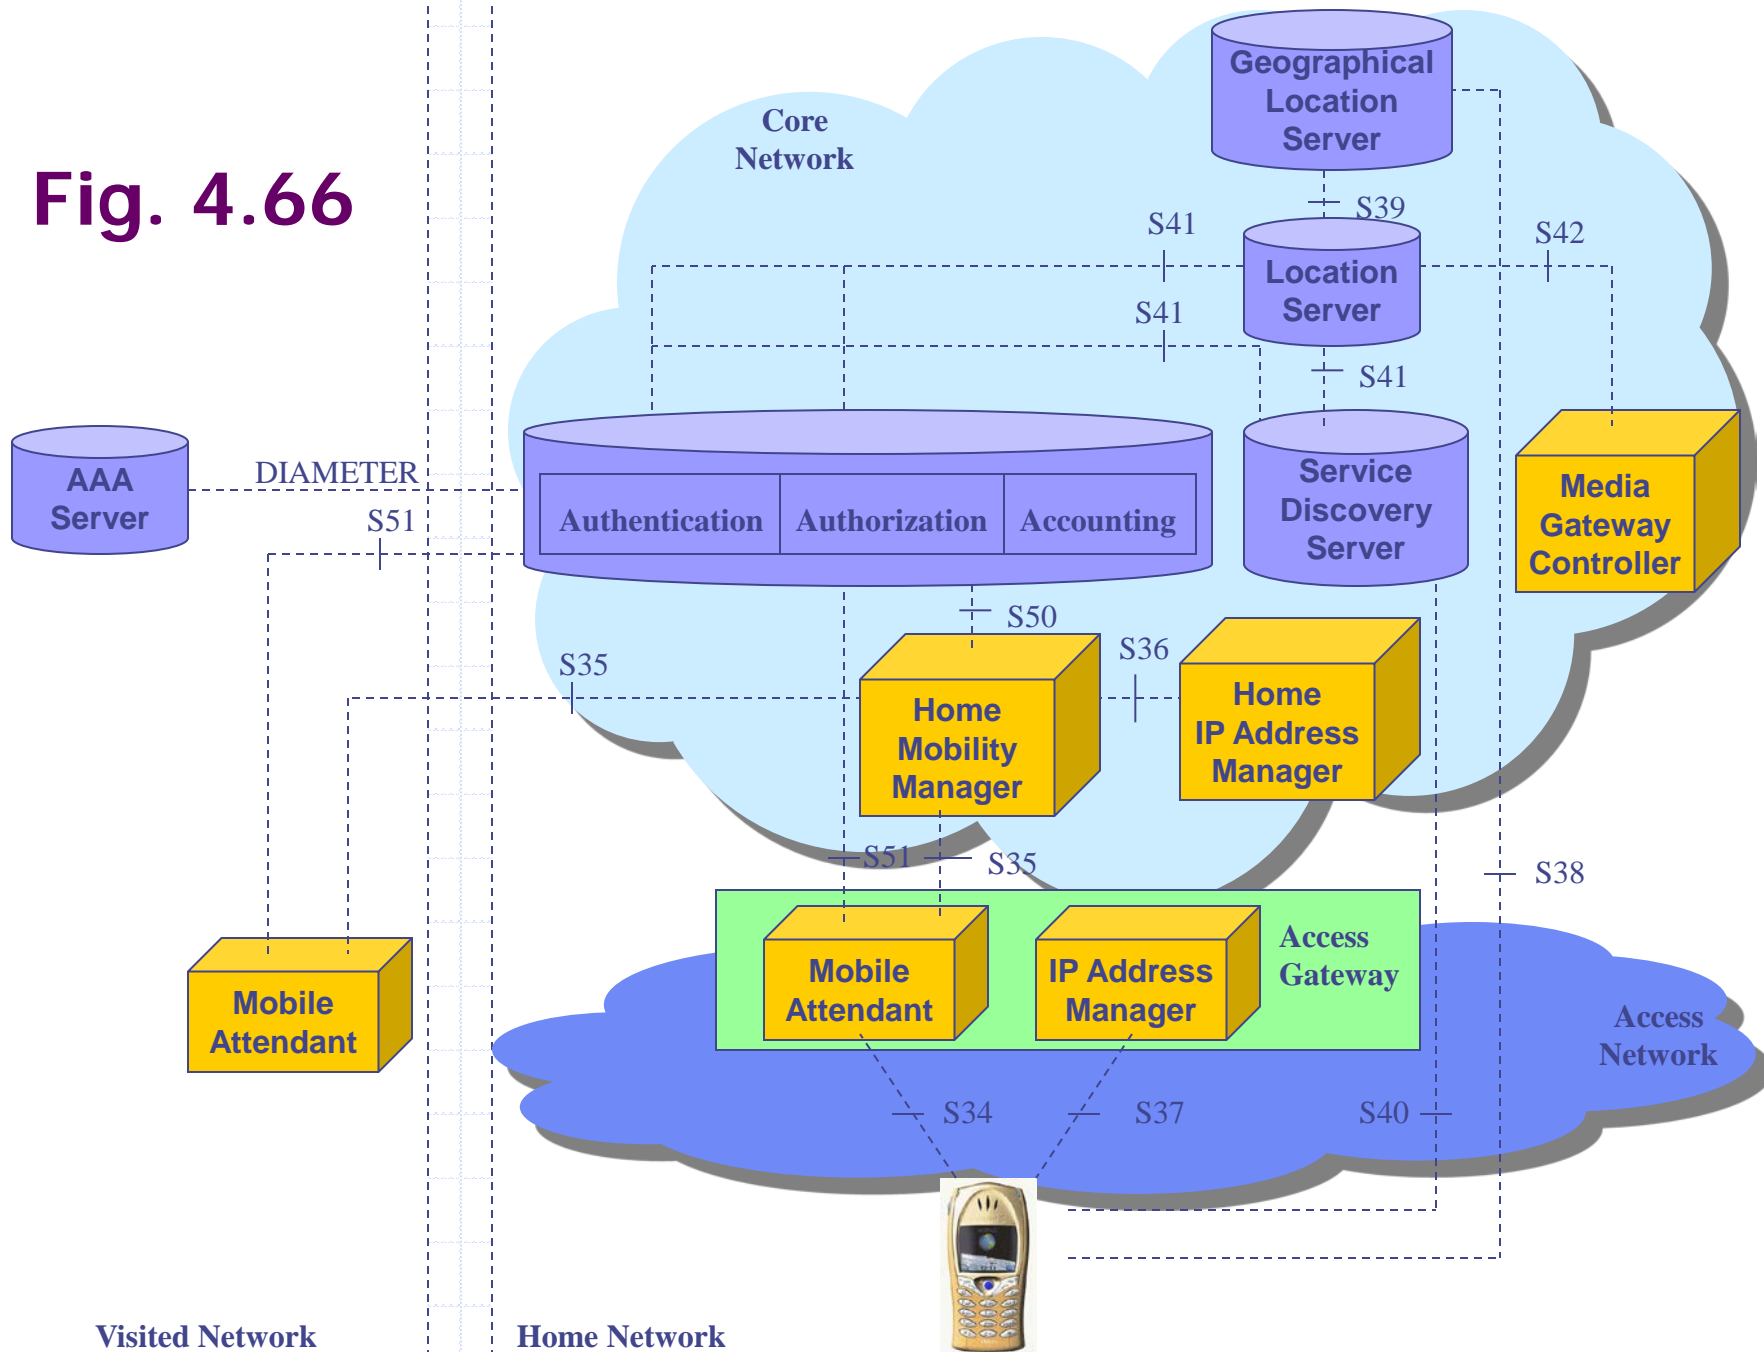 Fig. 4.66
Core
Network
Geographical
Location
Server
S39
S41
S42
Location
Server
S41
S41
AAA
Server
DIAMETER
S51
Authentication
Authorization
Accounting
Service
Discovery
Server
Media
Gateway
Controller
S50
S36
S35
Home
Mobility
Manager
Home
IP Address
Manager
S51
S35
S38
Mobile
Attendant
Mobile
Attendant
IP Address
Manager
Access
Gateway
Access
Network
S34
S37
S40
Visited Network
Home Network